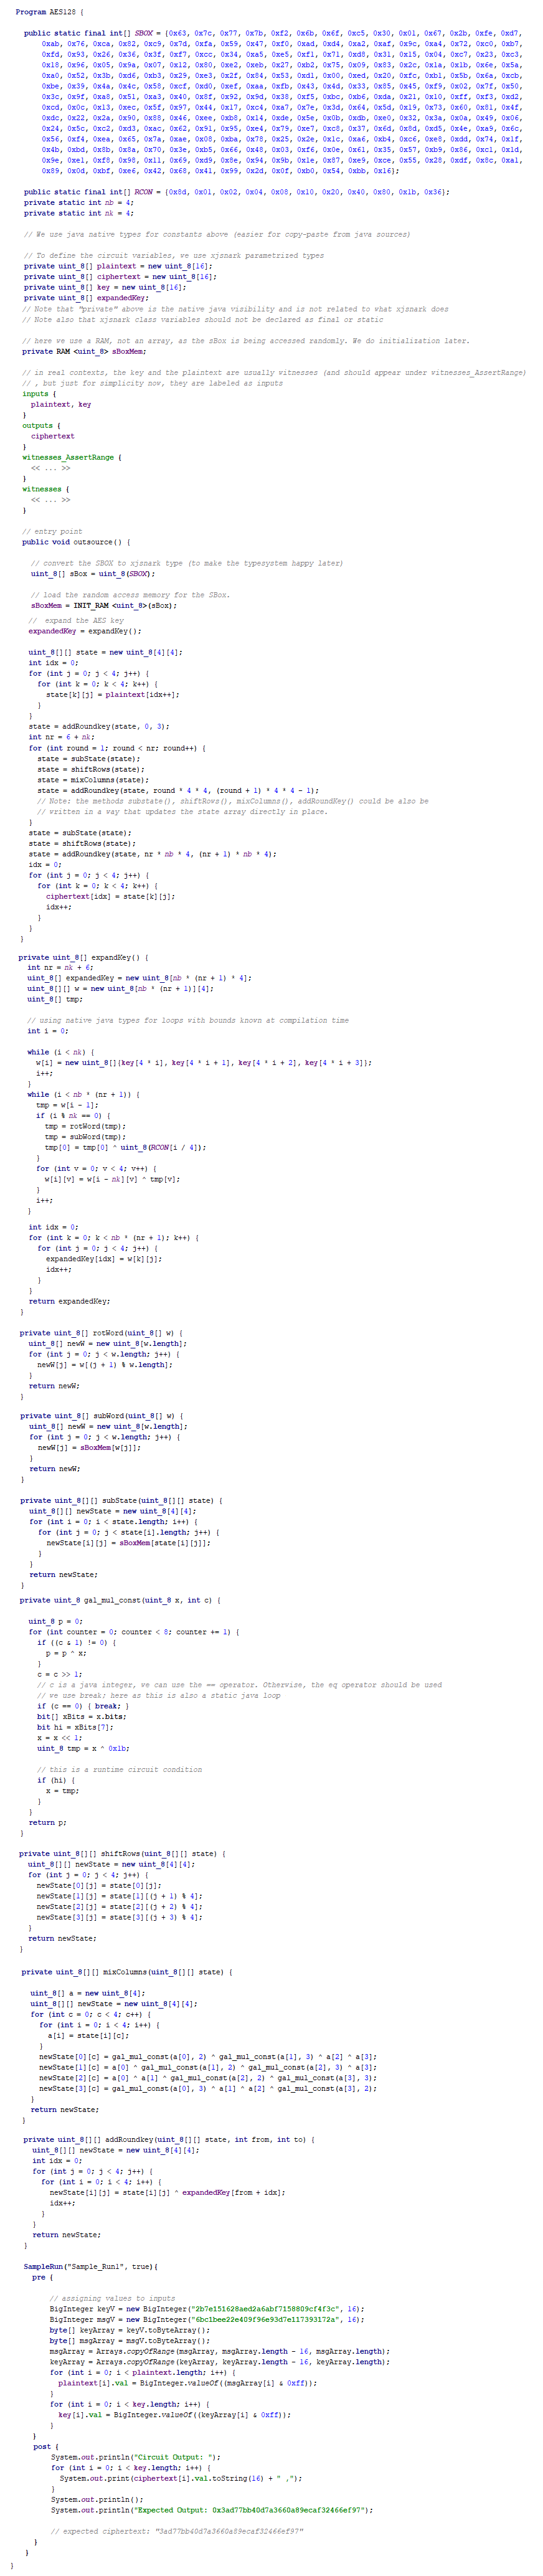 Program AES128 {
public static final int[] SBOX = {0x63, 0x7c, 0x77, 0x7b, 0xf2, 0x6b, 0x6f, 0xc5, 0x30, 0x01, 0x67, 0x2b, 0xfe, 0xd7,
0xab, 0x76, 0xca, 0x82, 0xc9, 0x7d, 0xfa, 0x59, 0x47, 0xf0, 0xad, 0xd4, 0xa2, 0xaf, 0x9c, 0xa4, 0x72, 0xc0, 0xb7,
0xfd, 0x93, 0x26, 0x36, 0x3f, 0xf7, 0xcc, 0x34, 0xa5, 0xe5, 0xf1, 0x71, 0xd8, 0x31, 0x15, 0x04, 0xc7, 0x23, 0xc3,
0x18, 0x96, 0x05, 0x9a, 0x07, 0x12, 0x80, 0xe2, 0xeb, 0x27, 0xb2, 0x75, 0x09, 0x83, 0x2c, 0x1a, 0x1b, 0x6e, 0x5a,
0xa0, 0x52, 0x3b, 0xd6, 0xb3, 0x29, 0xe3, 0x2f, 0x84, 0x53, 0xd1, 0x00, 0xed, 0x20, 0xfc, 0xb1, 0x5b, 0x6a, 0xcb,
0xbe, 0x39, 0x4a, 0x4c, 0x58, 0xcf, 0xd0, 0xef, 0xaa, 0xfb, 0x43, 0x4d, 0x33, 0x85, 0x45, 0xf9, 0x02, 0x7f, 0x50,
0x3c, 0x9f, 0xa8, 0x51, 0xa3, 0x40, 0x8f, 0x92, 0x9d, 0x38, 0xf5, 0xbc, 0xb6, 0xda, 0x21, 0x10, 0xff, 0xf3, 0xd2,
0xcd, 0x0c, 0x13, 0xec, 0x5f, 0x97, 0x44, 0x17, 0xc4, 0xa7, 0x7e, 0x3d, 0x64, 0x5d, 0x19, 0x73, 0x60, 0x81, 0x4f,
0xdc, 0x22, 0x2a, 0x90, 0x88, 0x46, 0xee, 0xb8, 0x14, 0xde, 0x5e, 0x0b, 0xdb, 0xe0, 0x32, 0x3a, 0x0a, 0x49, 0x06,
0x24, 0x5c, 0xc2, 0xd3, 0xac, 0x62, 0x91, 0x95, 0xe4, 0x79, 0xe7, 0xc8, 0x37, 0x6d, 0x8d, 0xd5, 0x4e, 0xa9, 0x6c,
0x56, 0xf4, 0xea, 0x65, 0x7a, 0xae, 0x08, 0xba, 0x78, 0x25, 0x2e, 0x1c, 0xa6, 0xb4, 0xc6, 0xe8, 0xdd, 0x74, 0x1f,
0x4b, 0xbd, 0x8b, 0x8a, 0x70, 0x3e, 0xb5, 0x66, 0x48, 0x03, 0xf6, 0x0e, 0x61, 0x35, 0x57, 0xb9, 0x86, 0xc1, 0x1d,
0x9e, 0xe1, 0xf8, 0x98, 0x11, 0x69, 0xd9, 0x8e, 0x94, 0x9b, 0x1e, 0x87, 0xe9, 0xce, 0x55, 0x28, 0xdf, 0x8c, 0xa1,
0x89, 0x0d, 0xbf, 0xe6, 0x42, 0x68, 0x41, 0x99, 0x2d, 0x0f, 0xb0, 0x54, 0xbb, 0x16};
public static final int[] RCON = {0x8d, 0x01, 0x02, 0x04, 0x08, 0x10, 0x20, 0x40, 0x80, 0x1b, 0x36};
private static int nb = 4;
private static int nk = 4;
// We use java native types for constants above (easier for copy-paste from java sources)
// To define the circuit variables, we use xjsnark parametrized types
private uint_8[] plaintext = new uint_8[16];
private uint_8[] ciphertext = new uint_8[16];
private uint_8[] key = new uint_8[16];
private uint_8[] expandedKey;
// Note that "private" above is the native java visibility and is not related to what xjsnark does
// Note also that xjsnark class variables should not be declared as final or static
// here we use a RAM, not an array, as the sBox is being accessed randomly. We do initialization later.
private RAM <uint_8> sBoxMem;
// in real contexts, the key and the plaintext are usually witnesses (and should appear under witnesses_AssertRange)
// , but just for simplicity now, they are labeled as inputs
inputs {
plaintext, key
}
outputs {
ciphertext
}
witnesses_AssertRange {
<< ... >>
}
witnesses {
<< ... >>
}
// entry point
public void outsource() {
// convert the SBOX to xjsnark type (to make the typesystem happy later)
uint_8[] sBox = uint_8(SBOX);
// load the random access memory for the SBox.
sBoxMem = INIT_RAM <uint_8>(sBox);
// expand the AES key
expandedKey = expandKey();
uint_8[][] state = new uint_8[4][4];
int idx = 0;
for (int j = 0; j < 4; j++) {
for (int k = 0; k < 4; k++) {
state[k][j] = plaintext[idx++];
}
}
state = addRoundkey(state, 0, 3);
int nr = 6 + nk;
for (int round = 1; round < nr; round++) {
state = subState(state);
state = shiftRows(state);
state = mixColumns(state);
state = addRoundkey(state, round * 4 * 4, (round + 1) * 4 * 4 - 1);
// Note: the methods substate(), shiftRows(), mixColumns(), addRoundKey() could be also be
// written in a way that updates the state array directly in place.
}
state = subState(state);
state = shiftRows(state);
state = addRoundkey(state, nr * nb * 4, (nr + 1) * nb * 4);
idx = 0;
for (int j = 0; j < 4; j++) {
for (int k = 0; k < 4; k++) {
ciphertext[idx] = state[k][j];
idx++;
}
}
}
private uint_8[] expandKey() {
int nr = nk + 6;
uint_8[] expandedKey = new uint_8[nb * (nr + 1) * 4];
uint_8[][] w = new uint_8[nb * (nr + 1)][4];
uint_8[] tmp;
// using native java types for loops with bounds known at compilation time
int i = 0;
while (i < nk) {
w[i] = new uint_8[]{key[4 * i], key[4 * i + 1], key[4 * i + 2], key[4 * i + 3]};
i++;
}
while (i < nb * (nr + 1)) {
tmp = w[i - 1];
if (i % nk == 0) {
tmp = rotWord(tmp);
tmp = subWord(tmp);
tmp[0] = tmp[0] ^ uint_8(RCON[i / 4]);
}
for (int v = 0; v < 4; v++) {
w[i][v] = w[i - nk][v] ^ tmp[v];
}
i++;
}
int idx = 0;
for (int k = 0; k < nb * (nr + 1); k++) {
for (int j = 0; j < 4; j++) {
expandedKey[idx] = w[k][j];
idx++;
}
}
return expandedKey;
}
private uint_8[] rotWord(uint_8[] w) {
uint_8[] newW = new uint_8[w.length];
for (int j = 0; j < w.length; j++) {
newW[j] = w[(j + 1) % w.length];
}
return newW;
}
private uint_8[] subWord(uint_8[] w) {
uint_8[] newW = new uint_8[w.length];
for (int j = 0; j < w.length; j++) {
newW[j] = sBoxMem[w[j]];
}
return newW;
}
private uint_8[][] subState(uint_8[][] state) {
uint_8[][] newState = new uint_8[4][4];
for (int i = 0; i < state.length; i++) {
for (int j = 0; j < state[i].length; j++) {
newState[i][j] = sBoxMem[state[i][j]];
}
}
return newState;
}
private uint_8 gal_mul_const(uint_8 x, int c) {
uint_8 p = 0;
for (int counter = 0; counter < 8; counter += 1) {
if ((c & 1) != 0) {
p = p ^ x;
}
c = c >> 1;
// c is a java integer, we can use the == operator. Otherwise, the eq operator should be used
// we use break; here as this is also a static java loop
if (c == 0) { break; }
bit[] xBits = x.bits;
bit hi = xBits[7];
x = x << 1;
uint_8 tmp = x ^ 0x1b;
// this is a runtime circuit condition
if (hi) {
x = tmp;
}
}
return p;
}
private uint_8[][] shiftRows(uint_8[][] state) {
uint_8[][] newState = new uint_8[4][4];
for (int j = 0; j < 4; j++) {
newState[0][j] = state[0][j];
newState[1][j] = state[1][(j + 1) % 4];
newState[2][j] = state[2][(j + 2) % 4];
newState[3][j] = state[3][(j + 3) % 4];
}
return newState;
}
private uint_8[][] mixColumns(uint_8[][] state) {
uint_8[] a = new uint_8[4];
uint_8[][] newState = new uint_8[4][4];
for (int c = 0; c < 4; c++) {
for (int i = 0; i < 4; i++) {
a[i] = state[i][c];
}
newState[0][c] = gal_mul_const(a[0], 2) ^ gal_mul_const(a[1], 3) ^ a[2] ^ a[3];
newState[1][c] = a[0] ^ gal_mul_const(a[1], 2) ^ gal_mul_const(a[2], 3) ^ a[3];
newState[2][c] = a[0] ^ a[1] ^ gal_mul_const(a[2], 2) ^ gal_mul_const(a[3], 3);
newState[3][c] = gal_mul_const(a[0], 3) ^ a[1] ^ a[2] ^ gal_mul_const(a[3], 2);
}
return newState;
}
private uint_8[][] addRoundkey(uint_8[][] state, int from, int to) {
uint_8[][] newState = new uint_8[4][4];
int idx = 0;
for (int j = 0; j < 4; j++) {
for (int i = 0; i < 4; i++) {
newState[i][j] = state[i][j] ^ expandedKey[from + idx];
idx++;
}
}
return newState;
}
SampleRun("Sample_Run1", true){
pre {
// assigning values to inputs
BigInteger keyV = new BigInteger("2b7e151628aed2a6abf7158809cf4f3c", 16);
BigInteger msgV = new BigInteger("6bc1bee22e409f96e93d7e117393172a", 16);
byte[] keyArray = keyV.toByteArray();
byte[] msgArray = msgV.toByteArray();
msgArray = Arrays.copyOfRange(msgArray, msgArray.length - 16, msgArray.length);
keyArray = Arrays.copyOfRange(keyArray, keyArray.length - 16, keyArray.length);
for (int i = 0; i < plaintext.length; i++) {
plaintext[i].val = BigInteger.valueOf((msgArray[i] & 0xff));
}
for (int i = 0; i < key.length; i++) {
key[i].val = BigInteger.valueOf((keyArray[i] & 0xff));
}
}
post {
System.out.println("Circuit Output: ");
for (int i = 0; i < key.length; i++) {
System.out.print(ciphertext[i].val.toString(16) + " ,");
}
System.out.println();
System.out.println("Expected Output: 0x3ad77bb40d7a3660a89ecaf32466ef97");
// expected ciphertext: "3ad77bb40d7a3660a89ecaf32466ef97"
}
}
}